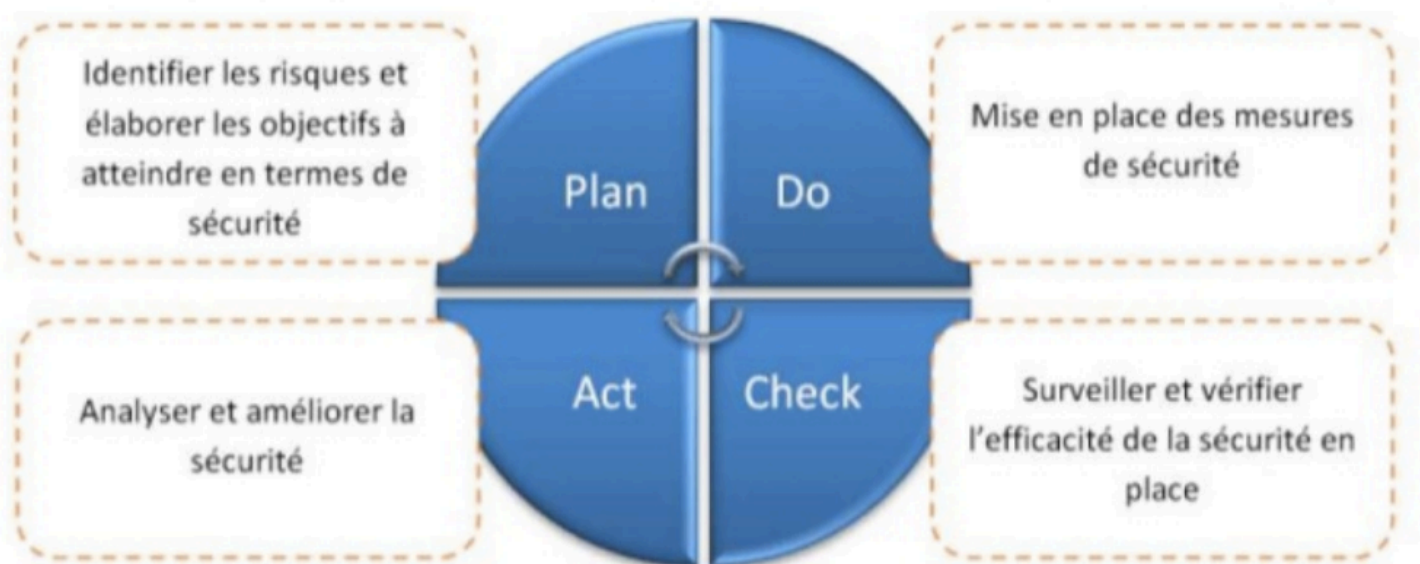 Identifier les risques et
élaborer les objectifs à
atteindre en termes de
sécurité
Plan
Do
Mise en place des mesures
de sécurité
Analyser et améliorer la
sécurité
Act
Check
Surveiller et vérifier
l'efficacité de la sécurité en
place